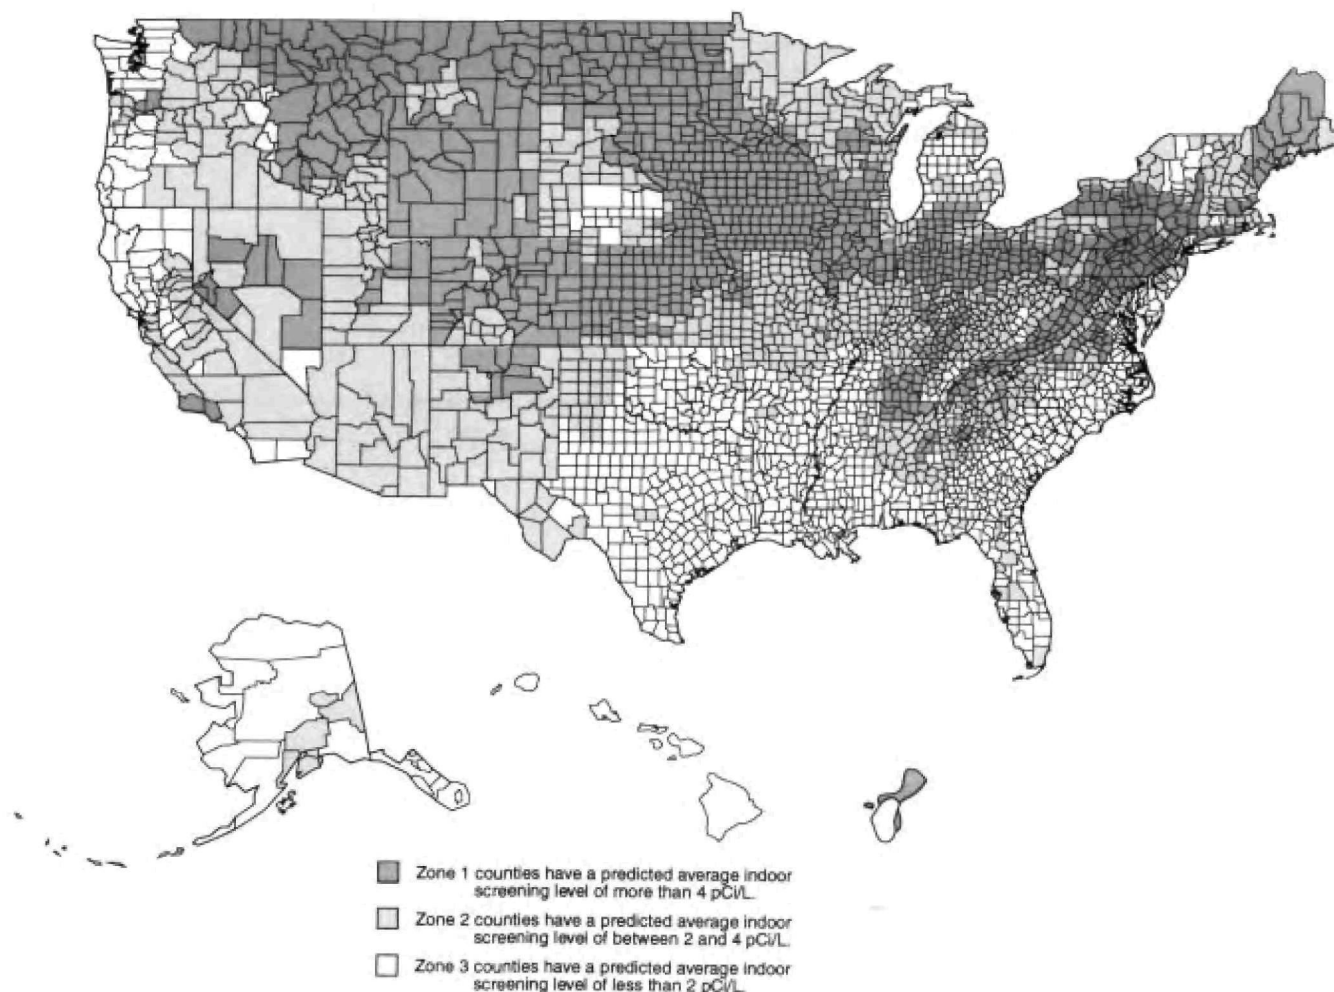 Zone 1 counties have a predicted average indoor
screening level of more than 4 pCi/L.
Zone 2 counties have a predicted average indoor
screening level of between 2 and 4 pCi/L.
Zone 3 counties have a predicted average indoor
screening level of less than 2 pCi/L.